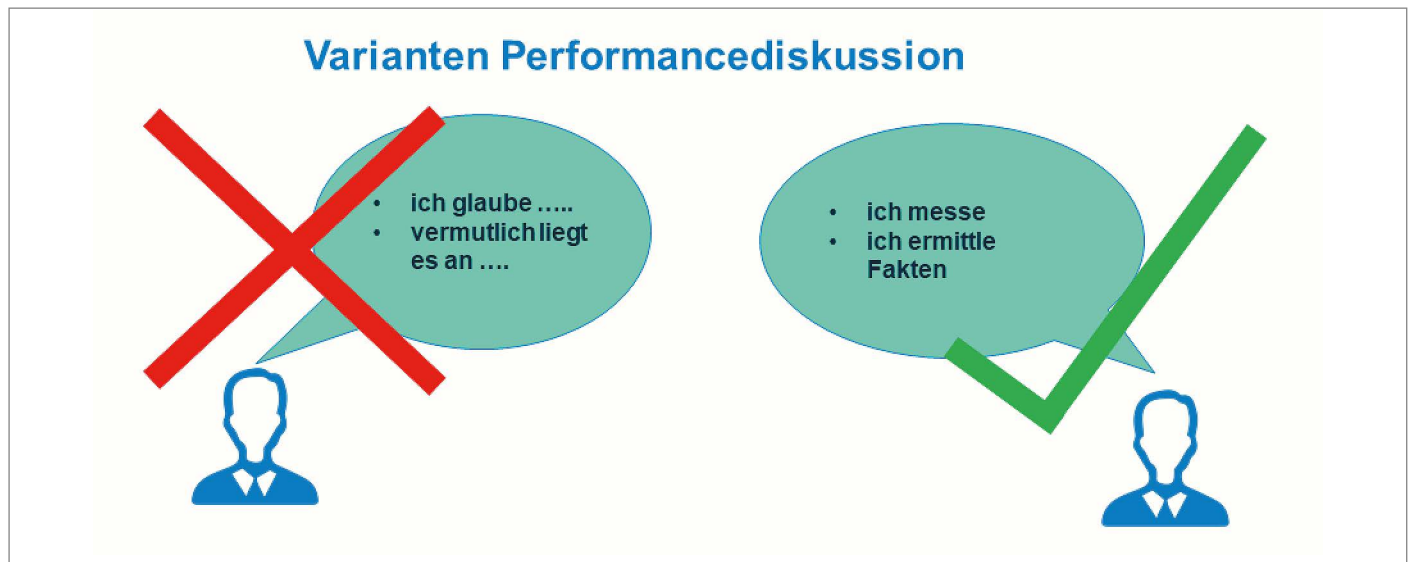 Varianten Performancediskussion
• ich glaube …..
• vermutlich liegt
es an ….
• ich messe
• ich ermittle
Fakten